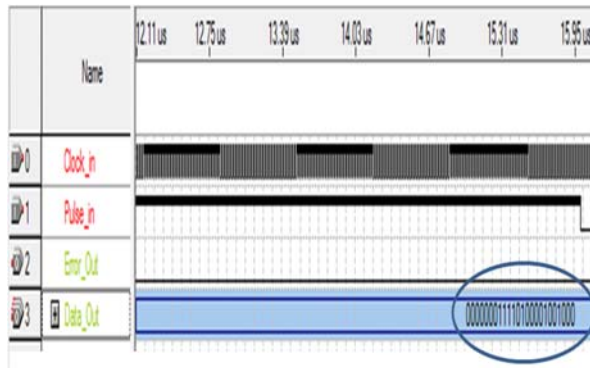 Name 12.11 us 12.75 us 13.39 us 14.03 us 14.67 us 15.31 us 15.95 us
0 Clock_in
1 Pulse_in
2 Error_Out
3 Data_Out